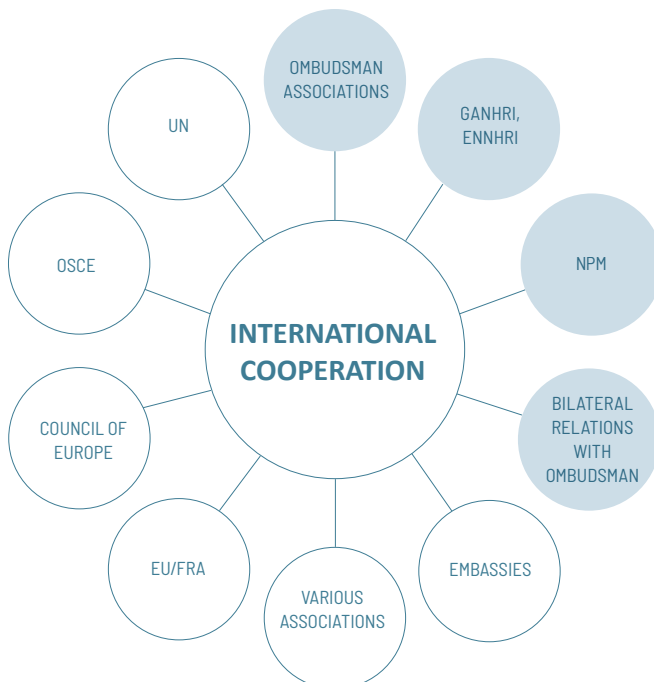 OMBUDSMAN
ASSOCIATIONS
GANHRI,
ENNHRI
NPM
BILATERAL
RELATIONS
WITH
OMBUDSMAN
EMBASSIES
VARIOUS
ASSOCIATIONS
EU/FRA
COUNCIL OF
EUROPE
OSCE
UN
INTERNATIONAL
COOPERATION